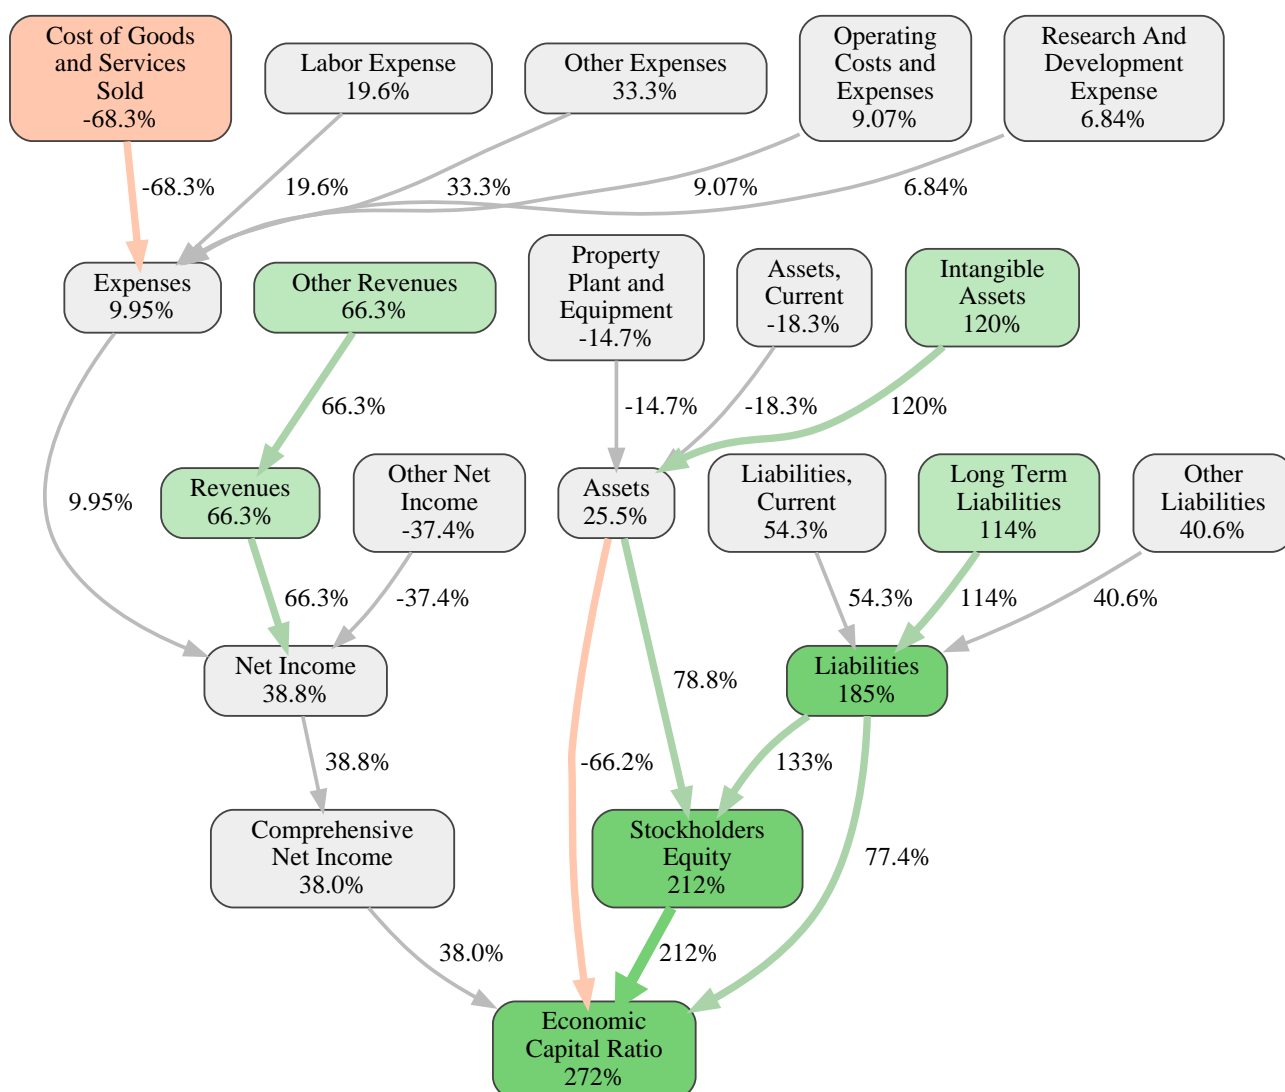 Cost of Goods
and Services
Sold
-68.3%
Labor Expense
19.6%
Other Expenses
33.3%
Operating
Costs and
Expenses
9.07%
Research And
Development
Expense
6.84%
-68.3%
19.6%
33.3%
9.07%
6.84%
Expenses
9.95%
Other Revenues
66.3%
Property
Plant and
Equipment
-14.7%
Assets,
Current
-18.3%
Intangible
Assets
120%
66.3%
-14.7%
-18.3%
120%
9.95%
Revenues
66.3%
Other Net
Income
-37.4%
Assets
25.5%
Liabilities,
Current
54.3%
Long Term
Liabilities
114%
Other
Liabilities
40.6%
66.3%
-37.4%
54.3%
114%
40.6%
Net Income
38.8%
78.8%
Liabilities
185%
38.8%
-66.2%
133%
Comprehensive
Net Income
38.0%
Stockholders
Equity
212%
77.4%
38.0%
212%
Economic
Capital Ratio
272%